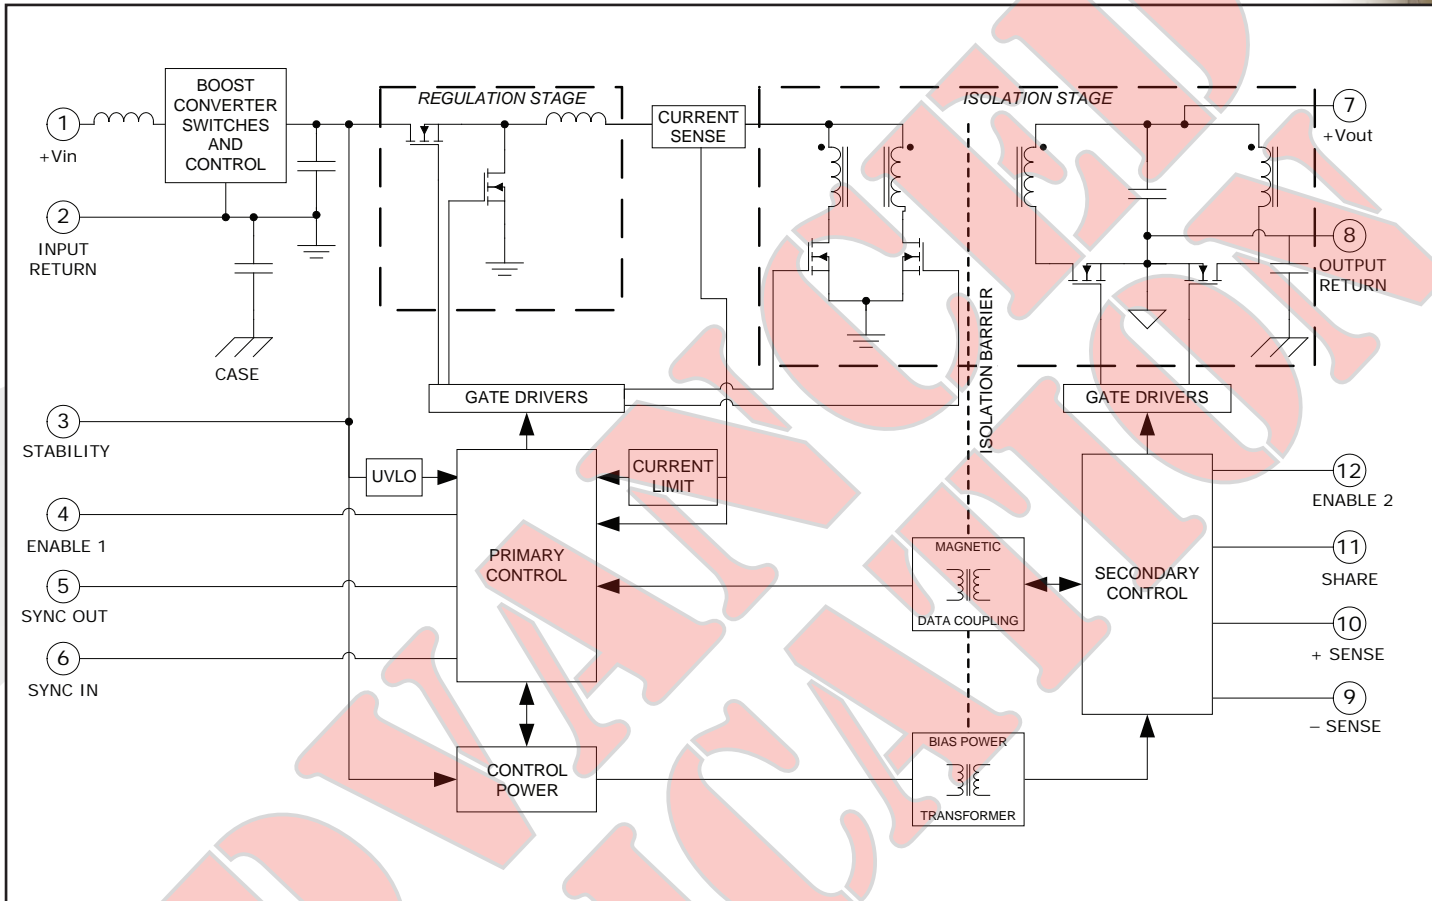 BOOST
CONVERTER
SWITCHES
AND
CONTROL
REGULATION STAGE
CURRENT
SENSE
ISOLATION STAGE
1
+Vin
7
+Vout
2
INPUT
RETURN
8
OUTPUT
RETURN
CASE
ISOLATION BARRIER
GATE DRIVERS
GATE DRIVERS
3
STABILITY
UVLO
CURRENT
LIMIT
12
ENABLE 2
4
ENABLE 1
PRIMARY
CONTROL
MAGNETIC
DATA COUPLING
SECONDARY
CONTROL
11
SHARE
5
SYNC OUT
10
+ SENSE
6
SYNC IN
9
– SENSE
CONTROL
POWER
BIAS POWER
TRANSFORMER